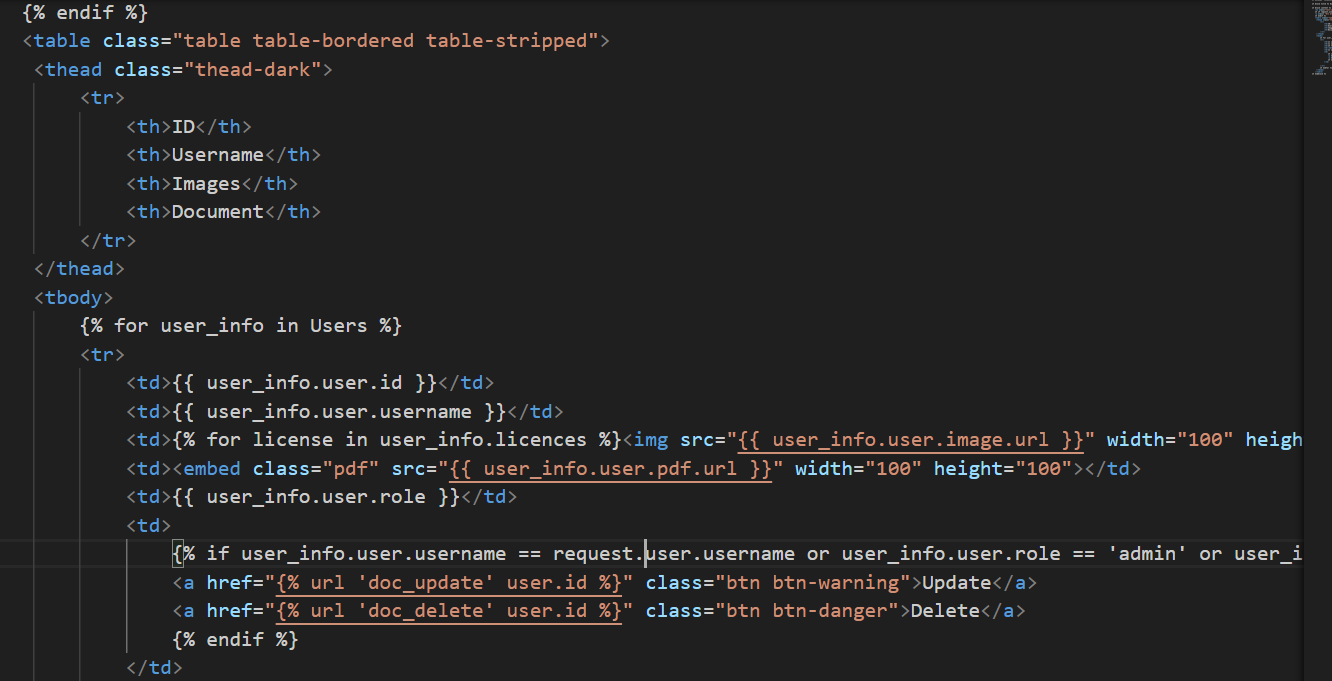 {% endif %}
<table class="table table-bordered table-stripped">
<thead class="thead-dark">
<tr>
<th>ID</th>
<th>Username</th>
<th>Images</th>
<th>Document</th>
</tr>
</thead>
<tbody>
{% for user_info in Users %}
<tr>
<td>{{ user_info.user.id }}</td>
<td>{{ user_info.user.username }}</td>
<td>{% for license in user_info.licences %}<img src="{{ user_info.user.image.url }}" width="100" heigh
<td><embed class="pdf" src="{{ user_info.user.pdf.url }}" width="100" height="100"></td>
<td>{{ user_info.user.role }}</td>
<td>
{% if user_info.user.username == request.user.username or user_info.user.role == 'admin' or user_i
<a href="{% url 'doc_update' user.id %}" class="btn btn-warning">Update</a>
<a href="{% url 'doc_delete' user.id %}" class="btn btn-danger">Delete</a>
{% endif %}
</td>